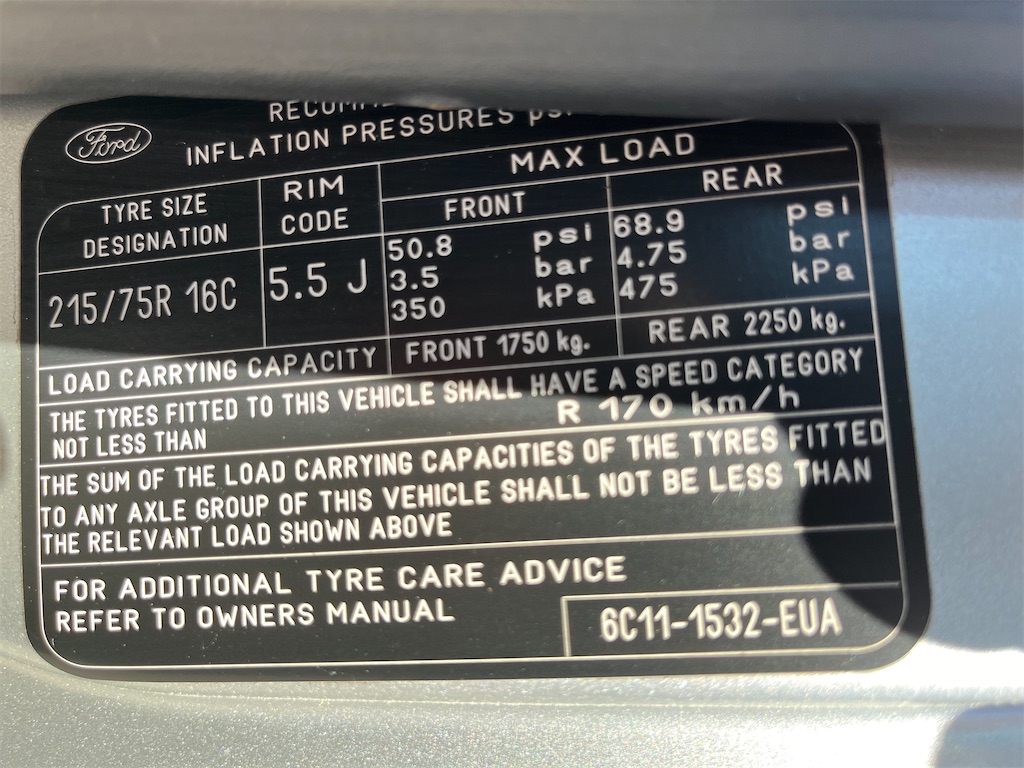 Ford
INFLATION PRESSURES
MAX LOAD
TYRE SIZE
DESIGNATION
RIM
CODE
FRONT
REAR
215/75R 16C
5.5 J
50.8 psi
3.5 bar
350 kPa
68.9 psi
4.75 bar
475 kPa
LOAD CARRYING CAPACITY
FRONT 1750 kg.
REAR 2250 kg.
THE TYRES FITTED TO THIS VEHICLE SHALL HAVE A SPEED CATEGORY
NOT LESS THAN
R 170 km/h
THE SUM OF THE LOAD CARRYING CAPACITIES OF THE TYRES FITTED
TO ANY AXLE GROUP OF THIS VEHICLE SHALL NOT BE LESS THAN
THE RELEVANT LOAD SHOWN ABOVE
FOR ADDITIONAL TYRE CARE ADVICE
REFER TO OWNERS MANUAL
6C11-1532-EUA